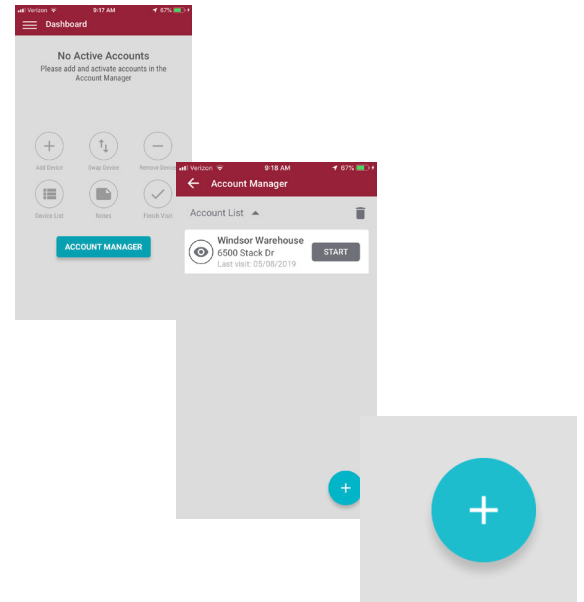 Verizon 9:17 AM 67%
Dashboard
No Active Accounts
Please add and activate accounts in the
Account Manager
Add Device Swap Device Remove Device
Device List Notes Finish Visit
ACCOUNT MANAGER
Verizon 9:18 AM 67%
Account Manager
Account List
Windsor Warehouse
6500 Stack Dr
START
Last visit: 05/08/2019